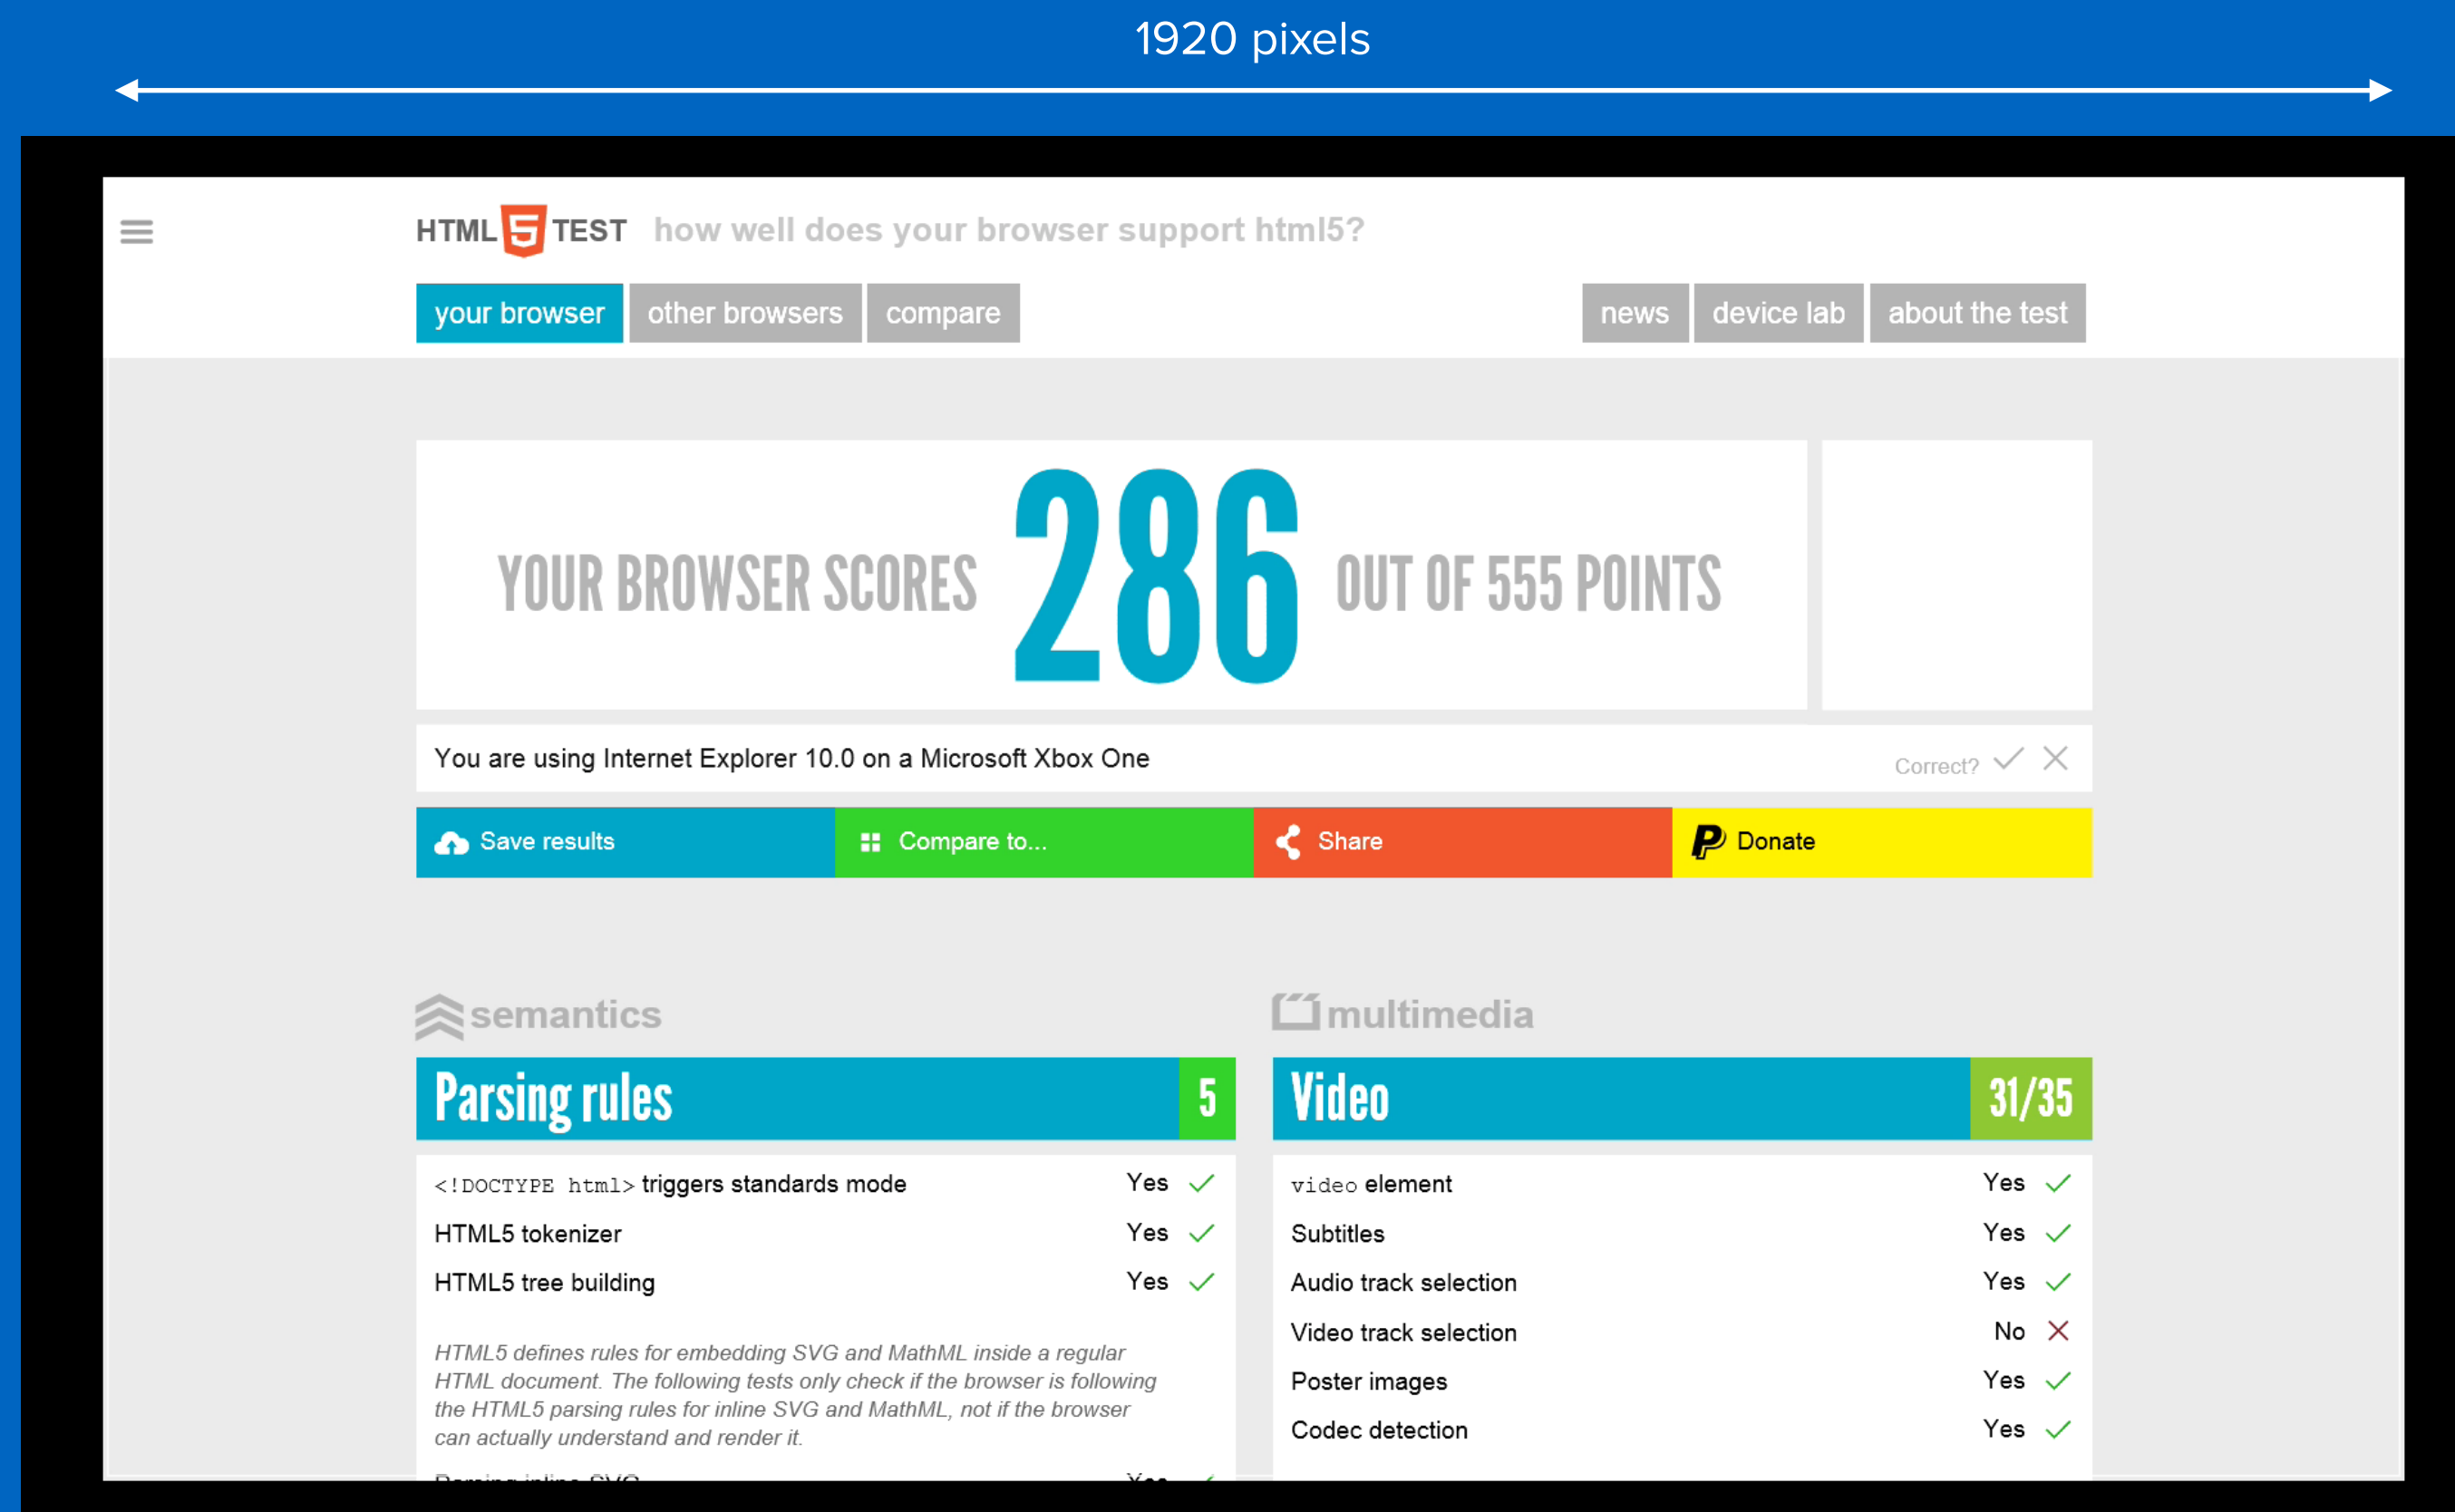 1920 pixels
HTML 5 TEST how well does your browser support html5?
your browser other browsers compare news device lab about the test
YOUR BROWSER SCORES 286 OUT OF 555 POINTS
You are using Internet Explorer 10.0 on a Microsoft Xbox One Correct?
Save results Compare to... Share Donate
semantics
Parsing rules 5
<!DOCTYPE html> triggers standards mode Yes
HTML5 tokenizer Yes
HTML5 tree building Yes
HTML5 defines rules for embedding SVG and MathML inside a regular
HTML document. The following tests only check if the browser is following
the HTML5 parsing rules for inline SVG and MathML, not if the browser
can actually understand and render it.
Parsing inline SVG Yes
multimedia
Video 31/35
video element Yes
Subtitles Yes
Audio track selection Yes
Video track selection No
Poster images Yes
Codec detection Yes